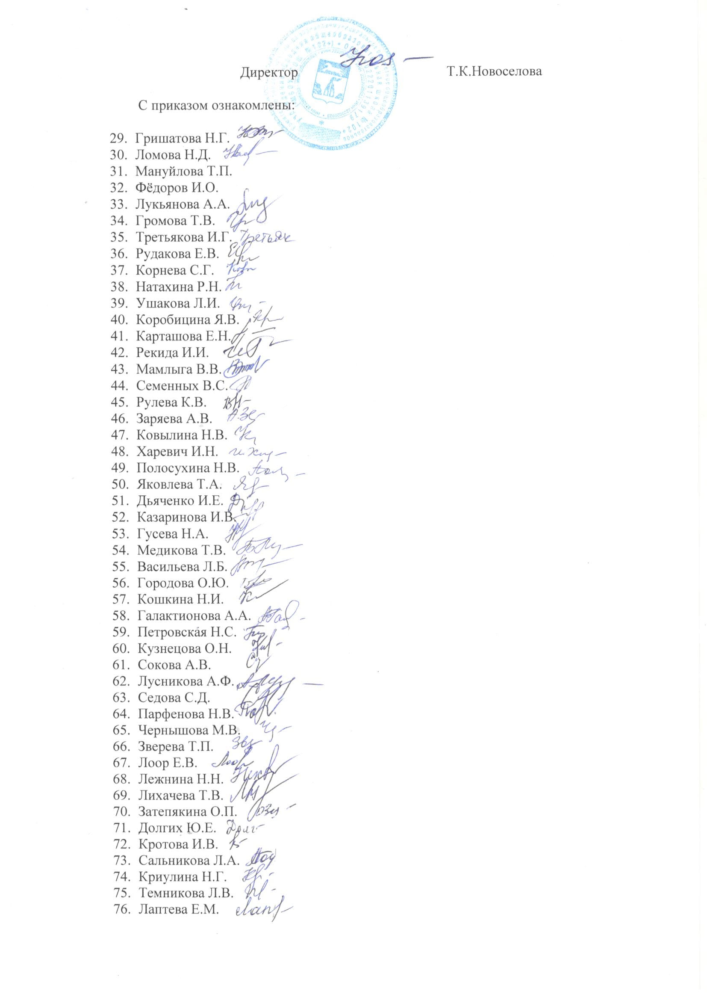 Директор Т.К.Новоселова
С приказом ознакомлены:
29. Гришатова Н.Г.
30. Ломова Н.Д.
31. Мануйлова Т.П.
32. Фёдоров И.О.
33. Лукьянова А.А.
34. Громова Т.В.
35. Третьякова И.Г. Третьяк
36. Рудакова Е.В.
37. Корнева С.Г.
38. Натахина Р.Н.
39. Ушакова Л.И.
40. Коробицина Я.В.
41. Карташова Е.Н.
42. Рекида И.И.
43. Мамлыга В.В.
44. Семенных В.С.
45. Рулева К.В.
46. Заряева А.В.
47. Ковылина Н.В.
48. Харевич И.Н.
49. Полосухина Н.В.
50. Яковлева Т.А.
51. Дьяченко И.Е.
52. Казаринова И.В.
53. Гусева Н.А.
54. Медикова Т.В.
55. Васильева Л.Б.
56. Городова О.Ю.
57. Кошкина Н.И.
58. Галактионова А.А.
59. Петровская Н.С.
60. Кузнецова О.Н.
61. Сокова А.В.
62. Лусникова А.Ф.
63. Седова С.Д.
64. Парфенова Н.В.
65. Чернышова М.В.
66. Зверева Т.П.
67. Лоор Е.В. Лоор
68. Лежнина Н.Н.
69. Лихачева Т.В.
70. Затепякина О.П.
71. Долгих Ю.Е. Долг
72. Кротова И.В.
73. Сальникова Л.А.
74. Криулина Н.Г.
75. Темникова Л.В.
76. Лаптева Е.М.